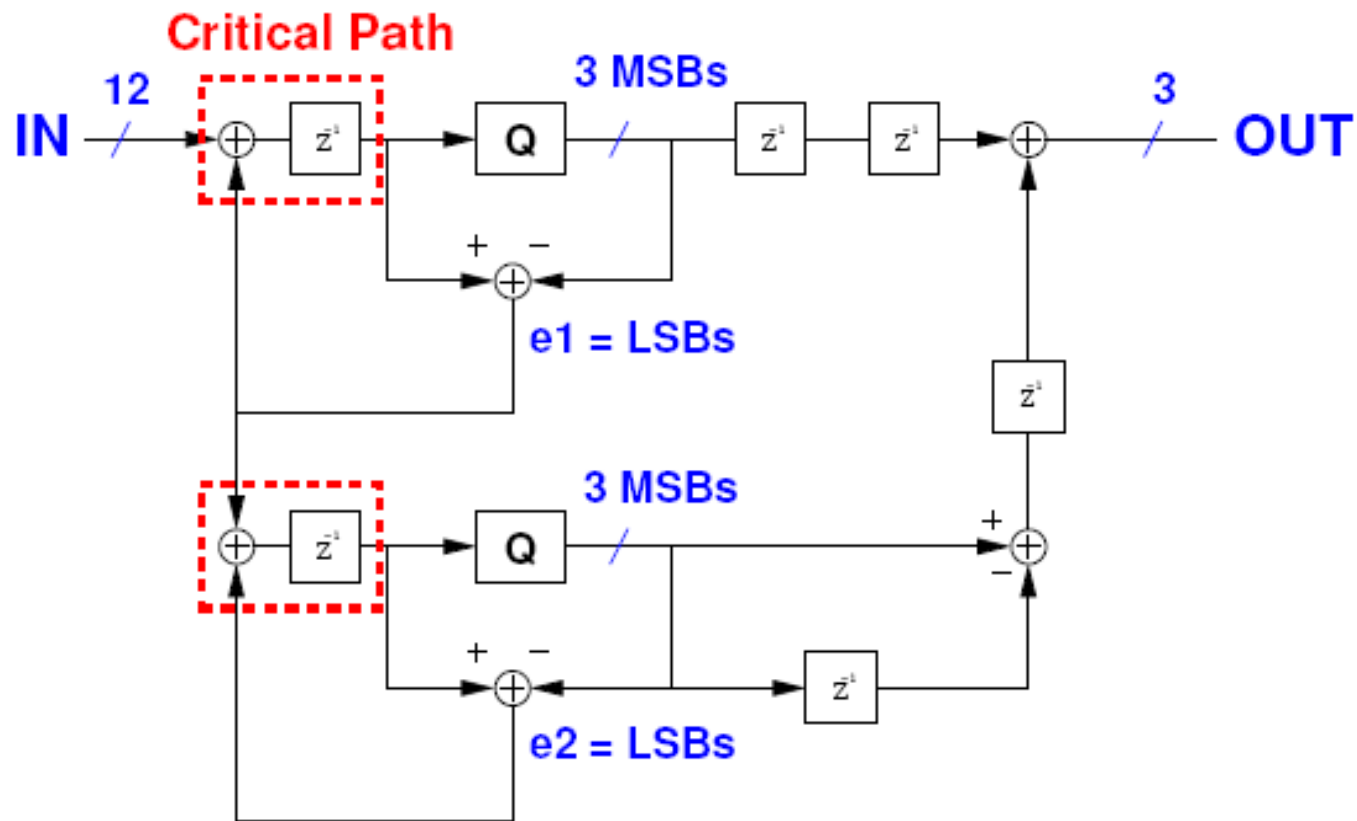 Critical Path
12
3 MSBs
3
IN
z⁻¹
Q
z⁻¹
z⁻¹
OUT
+
−
e1 = LSBs
z⁻¹
3 MSBs
z⁻¹
Q
+
−
+
−
z⁻¹
e2 = LSBs